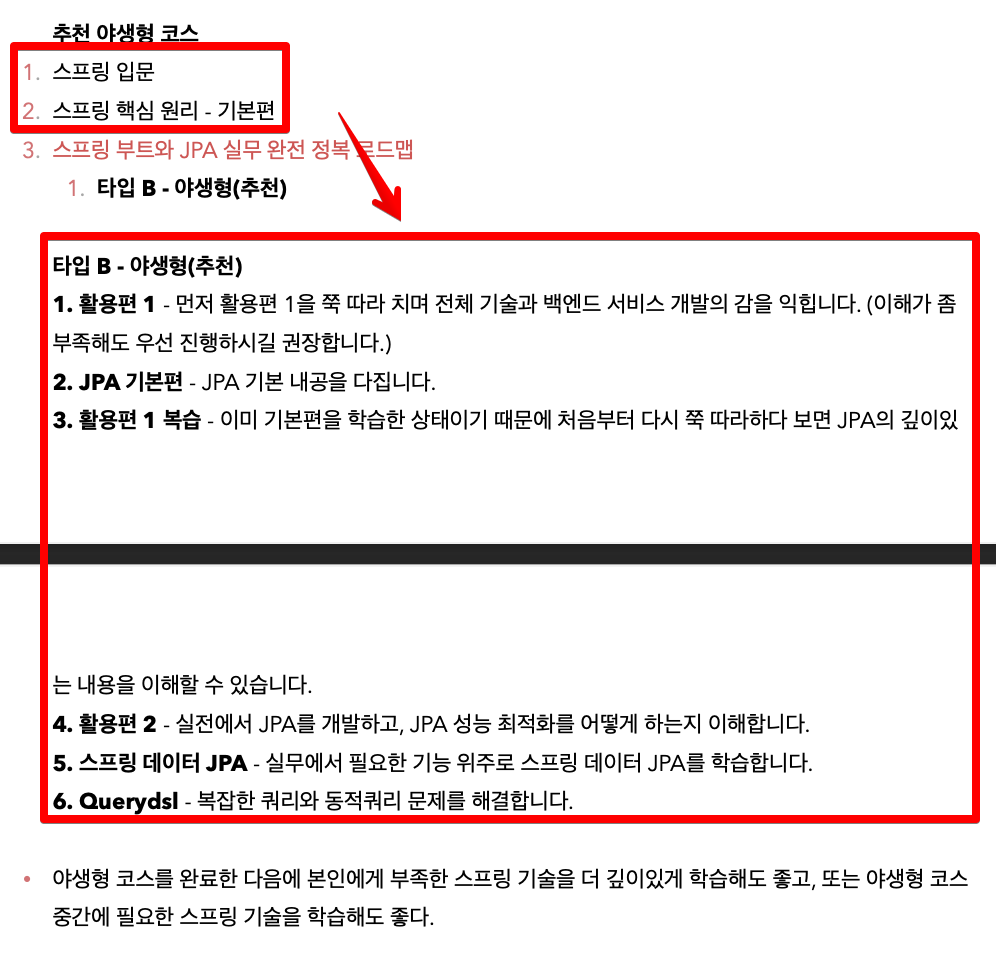 추천 야생형 코스
1. 스프링 입문
2. 스프링 핵심 원리 - 기본편
3. 스프링 부트와 JPA 실무 완전 정복 로드맵
1. 타입 B - 야생형(추천)
타입 B - 야생형(추천)
1. 활용편 1 - 먼저 활용편 1을 쭉 따라 치며 전체 기술과 백엔드 서비스 개발의 감을 익힙니다. (이해가 좀
부족해도 우선 진행하시길 권장합니다.)
2. JPA 기본편 - JPA 기본 내공을 다집니다.
3. 활용편 1 복습 - 이미 기본편을 학습한 상태이기 때문에 처음부터 다시 쭉 따라하다 보면 JPA의 깊이있
는 내용을 이해할 수 있습니다.
4. 활용편 2 - 실전에서 JPA를 개발하고, JPA 성능 최적화를 어떻게 하는지 이해합니다.
5. 스프링 데이터 JPA - 실무에서 필요한 기능 위주로 스프링 데이터 JPA를 학습합니다.
6. Querydsl - 복잡한 쿼리와 동적쿼리 문제를 해결합니다.
• 야생형 코스를 완료한 다음에 본인에게 부족한 스프링 기술을 더 깊이있게 학습해도 좋고, 또는 야생형 코스
중간에 필요한 스프링 기술을 학습해도 좋다.